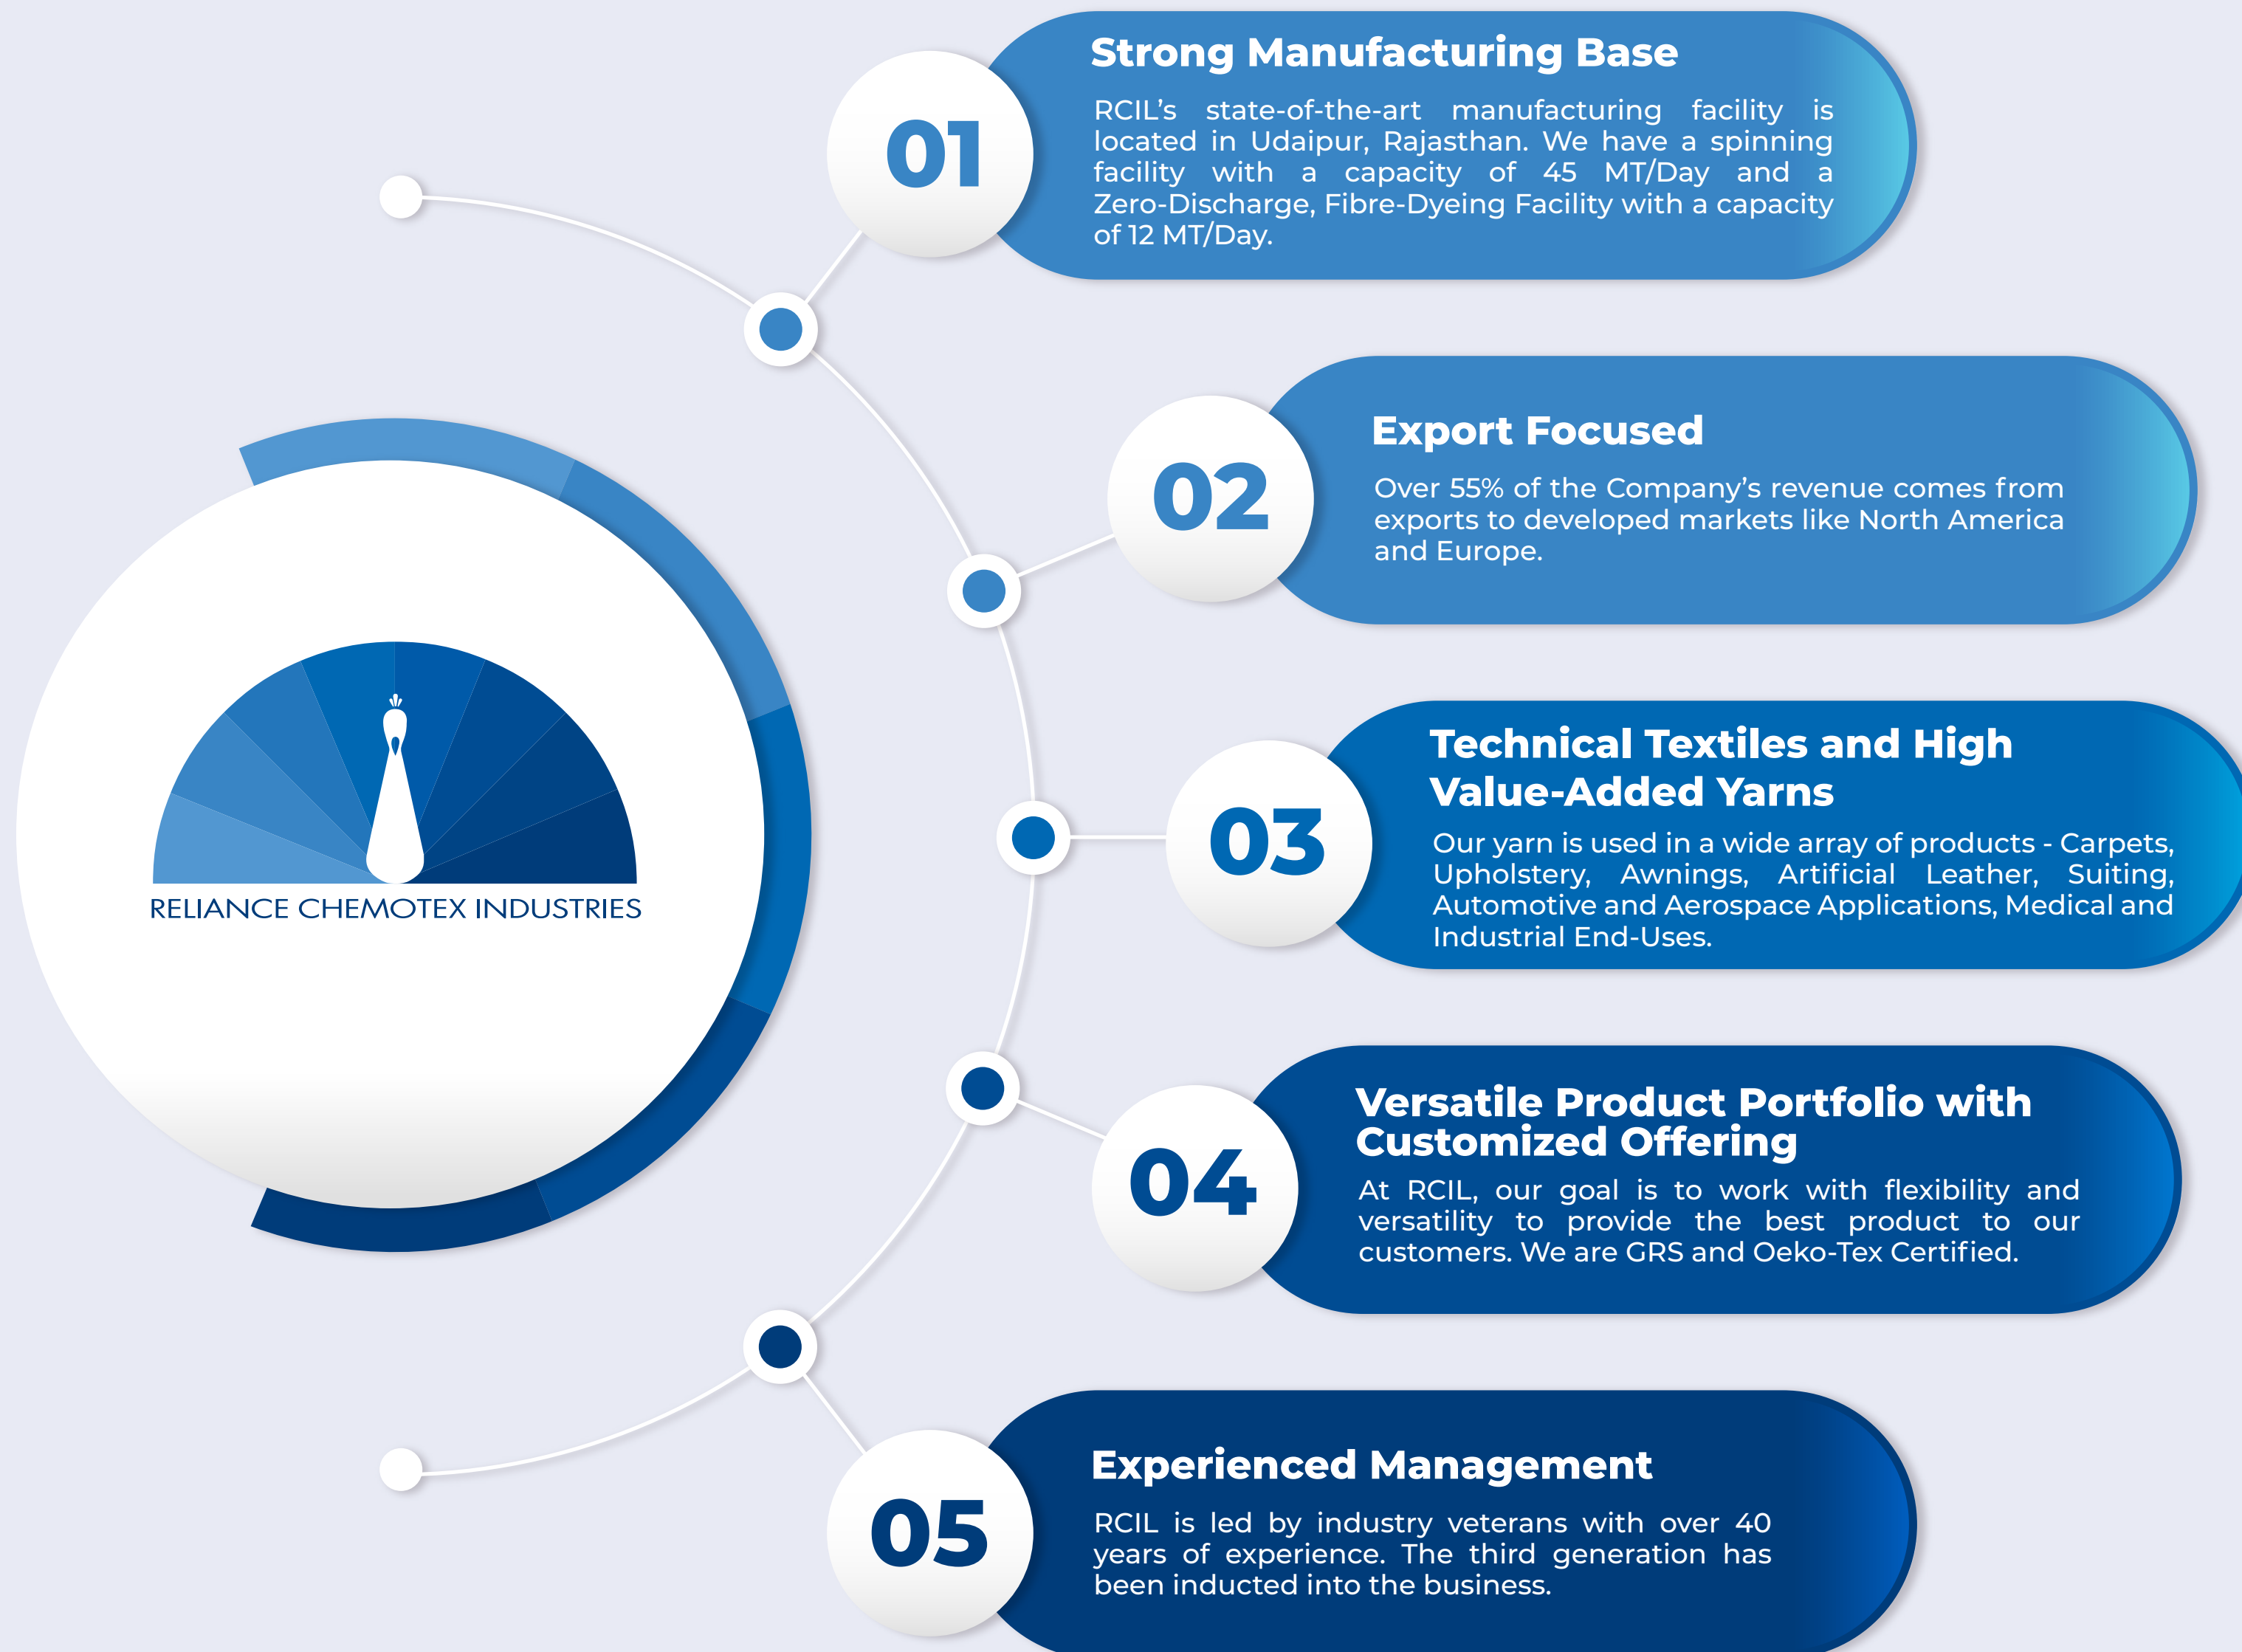 RELIANCE CHEMOTEX INDUSTRIES
01
Strong Manufacturing Base
RCIL’s state-of-the-art manufacturing facility is
located in Udaipur, Rajasthan. We have a spinning
facility with a capacity of 45 MT/Day and a
Zero-Discharge, Fibre-Dyeing Facility with a capacity
of 12 MT/Day.
02
Export Focused
Over 55% of the Company’s revenue comes from
exports to developed markets like North America
and Europe.
03
Technical Textiles and High
Value-Added Yarns
Our yarn is used in a wide array of products - Carpets,
Upholstery, Awnings, Artificial Leather, Suiting,
Automotive and Aerospace Applications, Medical and
Industrial End-Uses.
04
Versatile Product Portfolio with
Customized Offering
At RCIL, our goal is to work with flexibility and
versatility to provide the best product to our
customers. We are GRS and Oeko-Tex Certified.
05
Experienced Management
RCIL is led by industry veterans with over 40
years of experience. The third generation has
been inducted into the business.